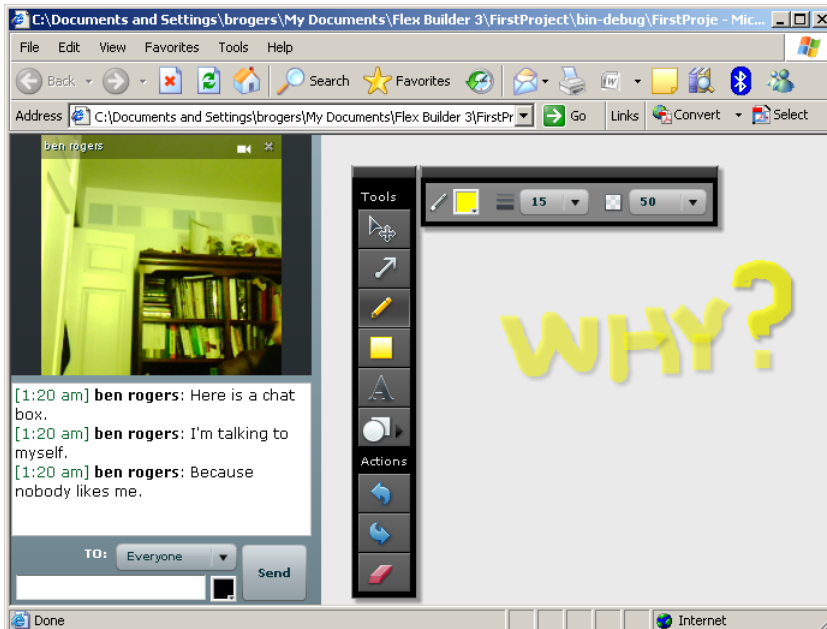 C:\Documents and Settings\brogers\My Documents\Flex Builder 3\FirstProject\bin-debug\FirstProje - Mic...
File Edit View Favorites Tools Help
Back Search Favorites
Address C:\Documents and Settings\brogers\My Documents\Flex Builder 3\FirstPr Go Links Convert Select
ben rogers
Tools
15 50
WHY?
[1:20 am] ben rogers: Here is a chat
box.
[1:20 am] ben rogers: I'm talking to
myself.
[1:20 am] ben rogers: Because
nobody likes me.
Actions
TO: Everyone
Send
Done Internet